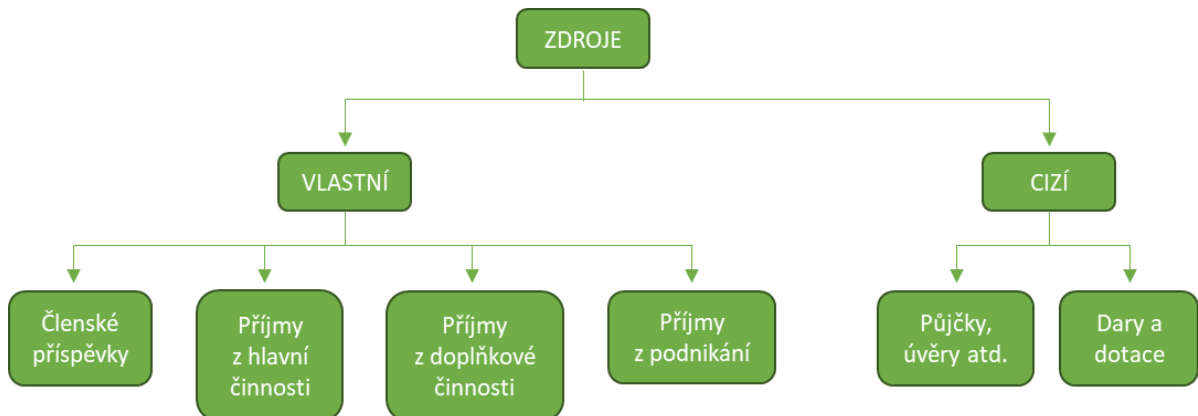 ZDROJE
VLASTNÍ
CIZÍ
Členské
příspěvky
Příjmy
z hlavní
činnosti
Příjmy
z doplňkové
činnosti
Příjmy
z podnikání
Půjčky,
úvěry atd.
Dary a
dotace